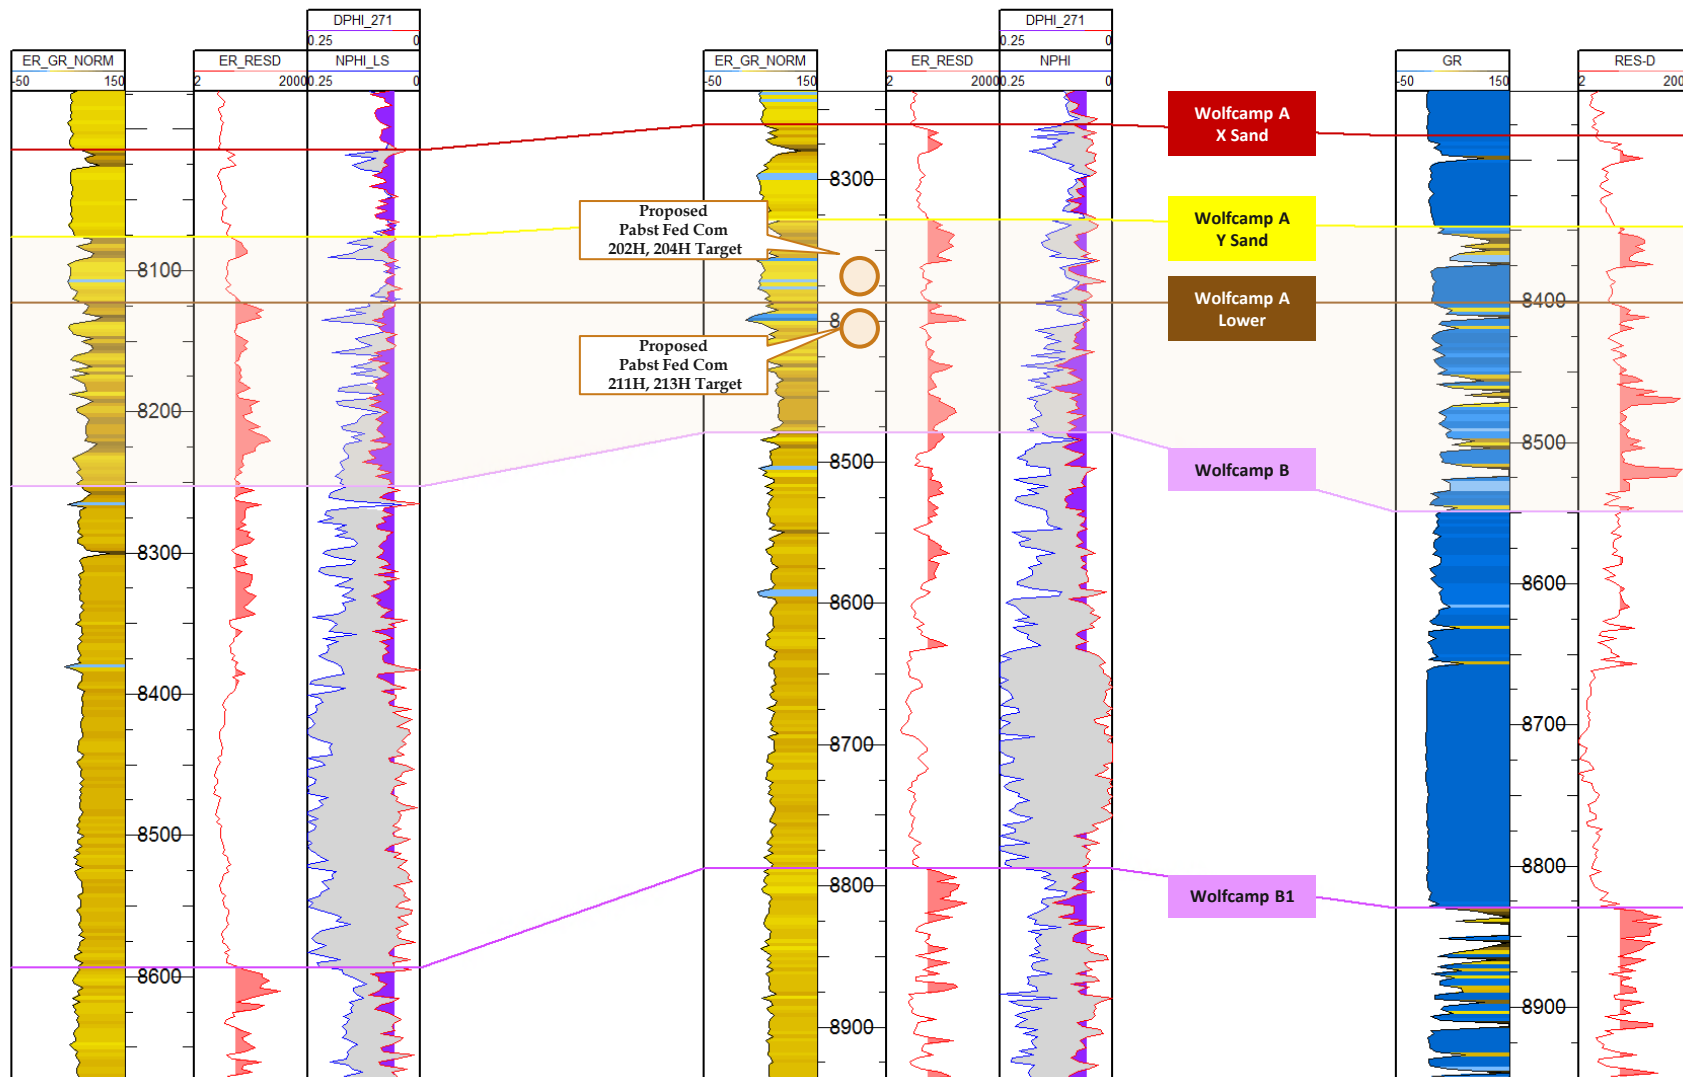 DPHI_271
0.25 0
ER_GR_NORM
-50 150
ER_RESD
2 2000
NPHI_LS
0.25 0
8100
8200
8300
8400
8500
8600
DPHI_271
0.25 0
ER_GR_NORM
-50 150
ER_RESD
2 2000
NPHI
0.25 0
8300
8500
8600
8700
8800
8900
Proposed
Pabst Fed Com
202H, 204H Target
Proposed
Pabst Fed Com
211H, 213H Target
Wolfcamp A
X Sand
Wolfcamp A
Y Sand
Wolfcamp A
Lower
Wolfcamp B
Wolfcamp B1
GR
-50 150
RES-D
2 200
8400
8500
8600
8700
8800
8900